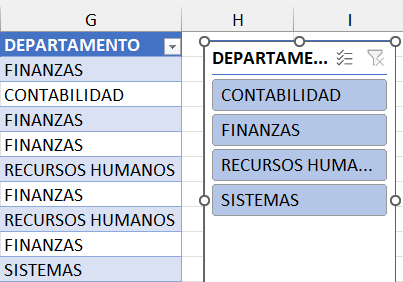 G H I
DEPARTAMENTO
FINANZAS
CONTABILIDAD
FINANZAS
FINANZAS
RECURSOS HUMANOS
FINANZAS
RECURSOS HUMANOS
FINANZAS
SISTEMAS
DEPARTAME...
CONTABILIDAD
FINANZAS
RECURSOS HUMA...
SISTEMAS